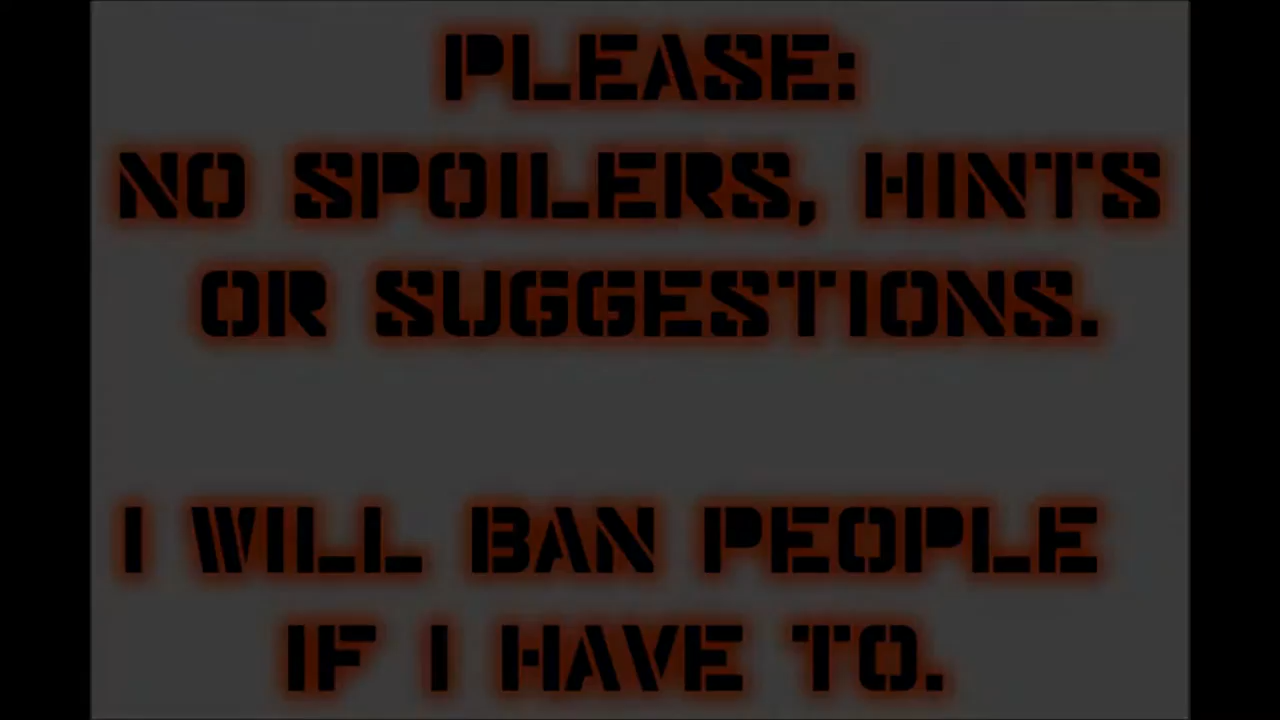 PLEASE:
NO SPOILERS, HINTS
OR SUGGESTIONS.
I WILL BAN PEOPLE
IF I HAVE TO.